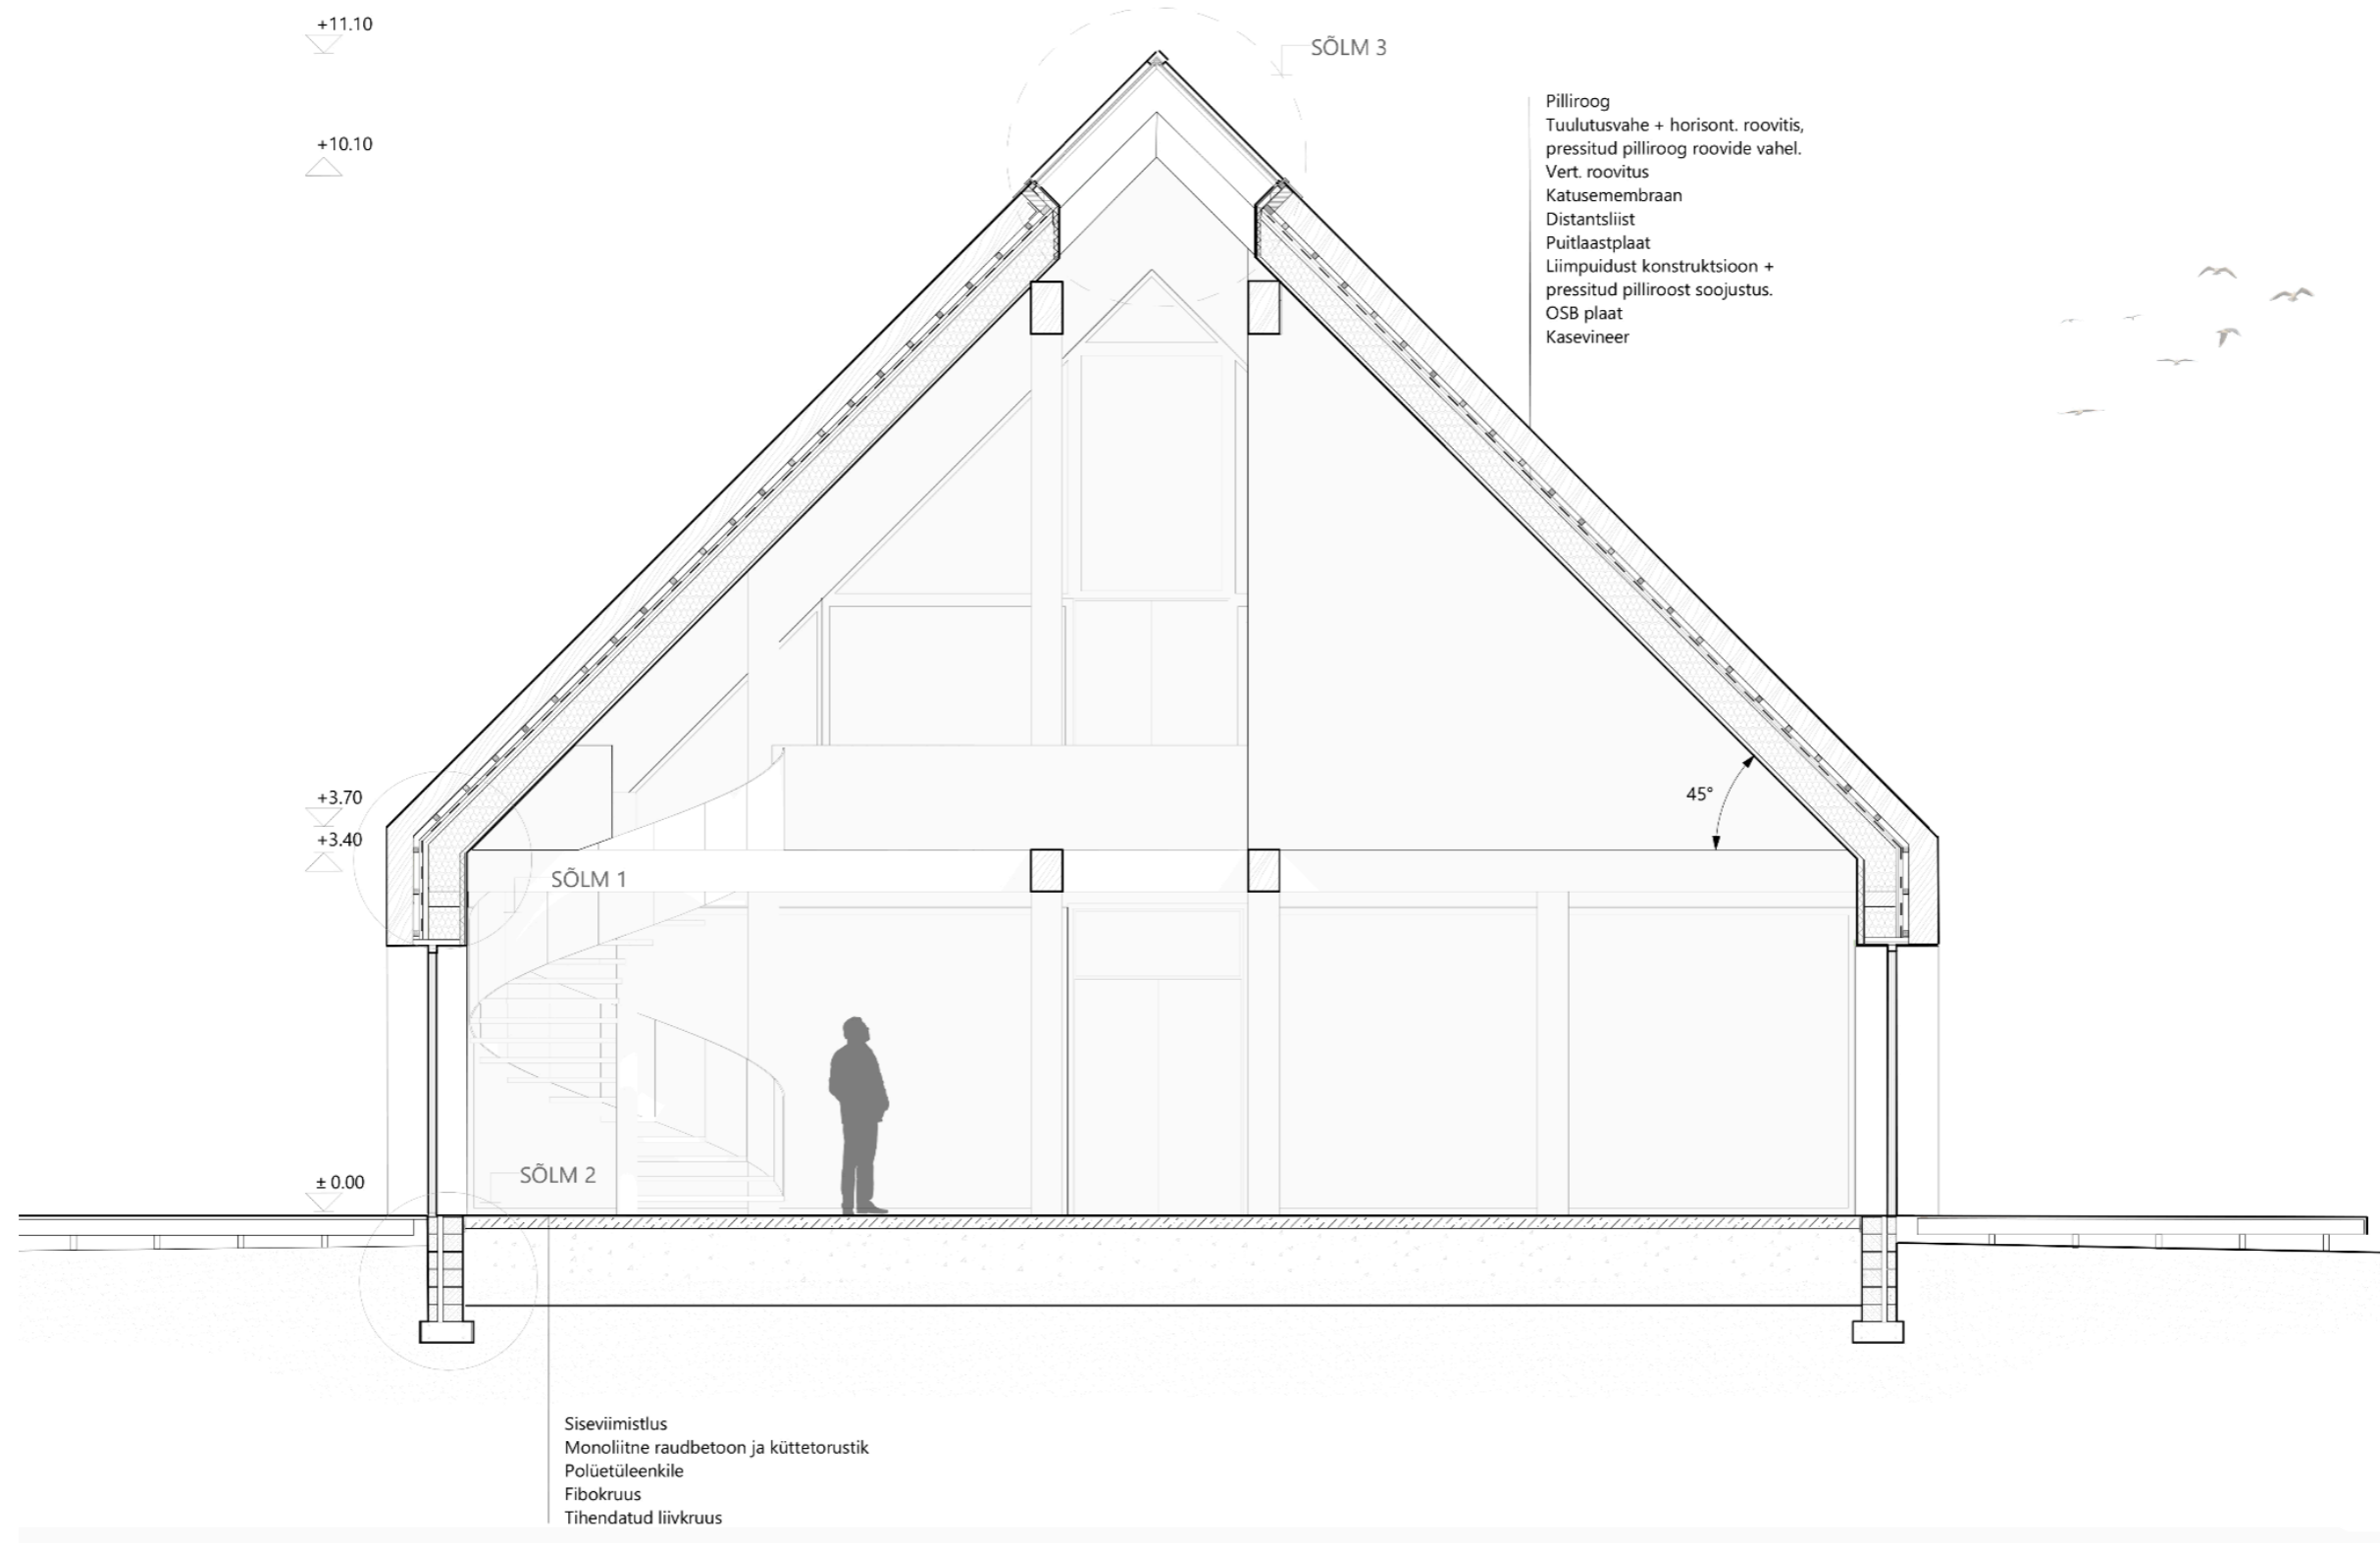 +11.10
SÕLM 3
+10.10
Pilliroog
Tuulutusvahe + horisont. roovitis,
pressitud pilliroog roovide vahel.
Vert. roovitus
Katusemembraan
Distantsliist
Puitlaastplaat
Liimpuidust konstruktsioon +
pressitud pilliroost soojustus.
OSB plaat
Kasevineer
+3.70
+3.40
45°
SÕLM 1
SÕLM 2
± 0.00
Siseviimistlus
Monoliitne raudbetoon ja küttetorustik
Polüetüleenkile
Fibokruus
Tihendatud liivkruus